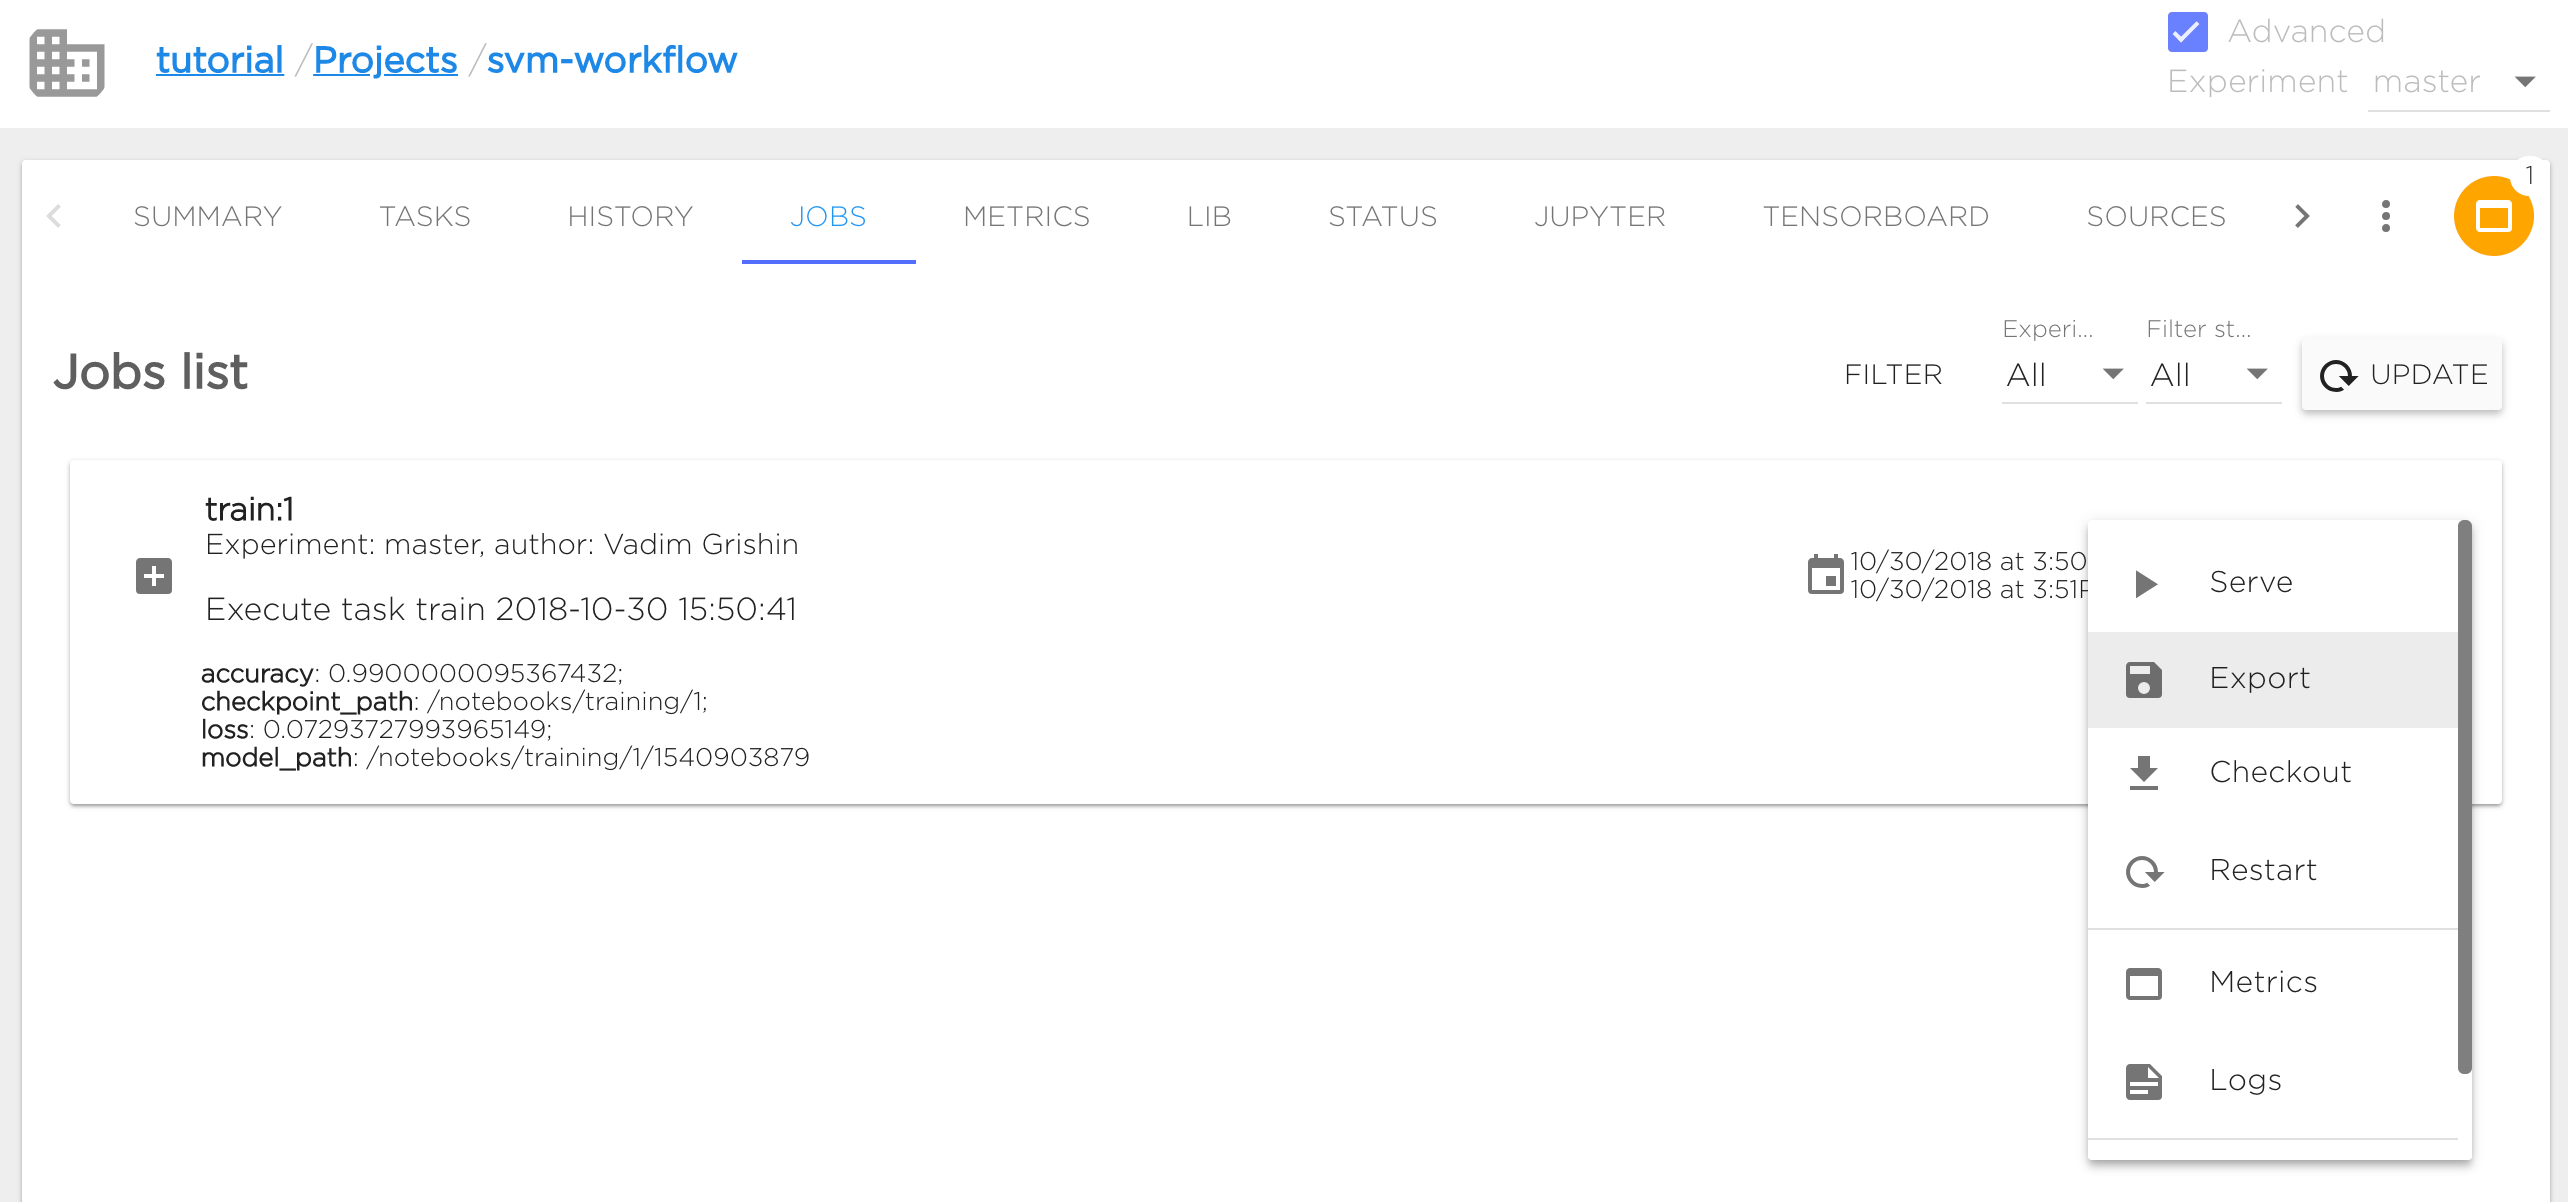 tutorial / Projects / svm-workflow
Advanced
Experiment master
1
SUMMARY TASKS HISTORY JOBS METRICS LIB STATUS JUPYTER TENSORBOARD SOURCES
Experi... Filter st...
Jobs list FILTER All All UPDATE
train:1
Experiment: master, author: Vadim Grishin
Execute task train 2018-10-30 15:50:41
accuracy: 0.9900000095367432;
checkpoint_path: /notebooks/training/1;
loss: 0.07293727993965149;
model_path: /notebooks/training/1/1540903879
10/30/2018 at 3:50
10/30/2018 at 3:51P
Serve
Export
Checkout
Restart
Metrics
Logs